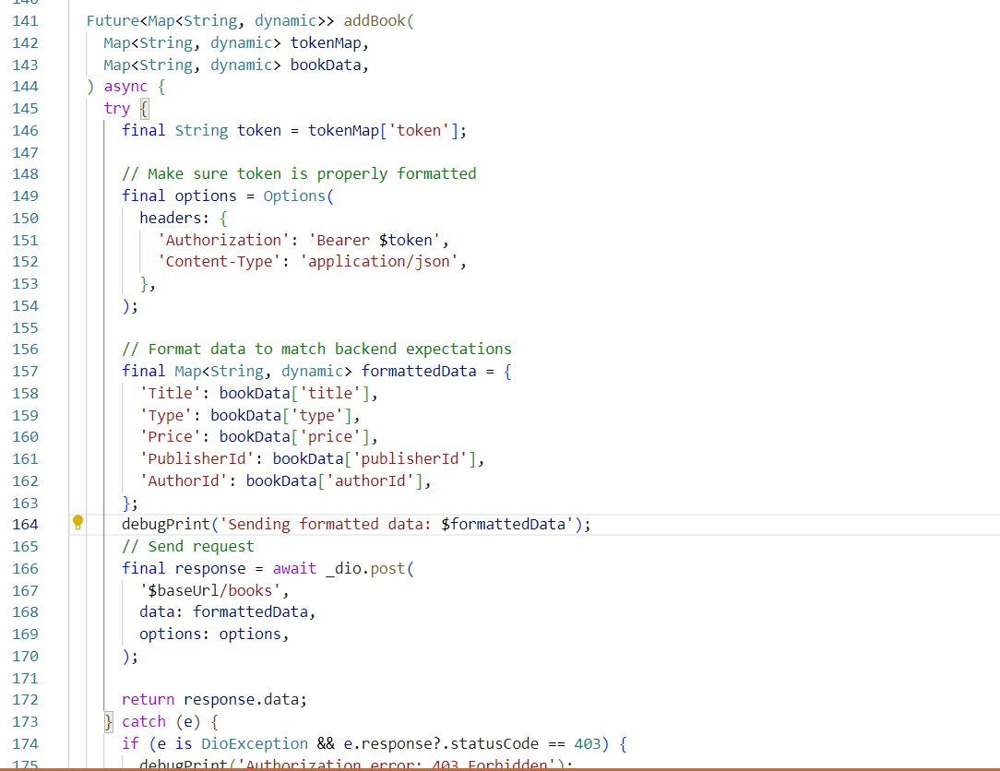 140
141 Future<Map<String, dynamic>> addBook(
142 Map<String, dynamic> tokenMap,
143 Map<String, dynamic> bookData,
144 ) async {
145 try {
146 final String token = tokenMap['token'];
147
148 // Make sure token is properly formatted
149 final options = Options(
150 headers: {
151 'Authorization': 'Bearer $token',
152 'Content-Type': 'application/json',
153 },
154 );
155
156 // Format data to match backend expectations
157 final Map<String, dynamic> formattedData = {
158 'Title': bookData['title'],
159 'Type': bookData['type'],
160 'Price': bookData['price'],
161 'PublisherId': bookData['publisherId'],
162 'AuthorId': bookData['authorId'],
163 };
164 debugPrint('Sending formatted data: $formattedData');
165 // Send request
166 final response = await _dio.post(
167 '$baseUrl/books',
168 data: formattedData,
169 options: options,
170 );
171
172 return response.data;
173 } catch (e) {
174 if (e is DioException && e.response?.statusCode == 403) {
175 debugPrint('Authorization error: 403 Forbidden');